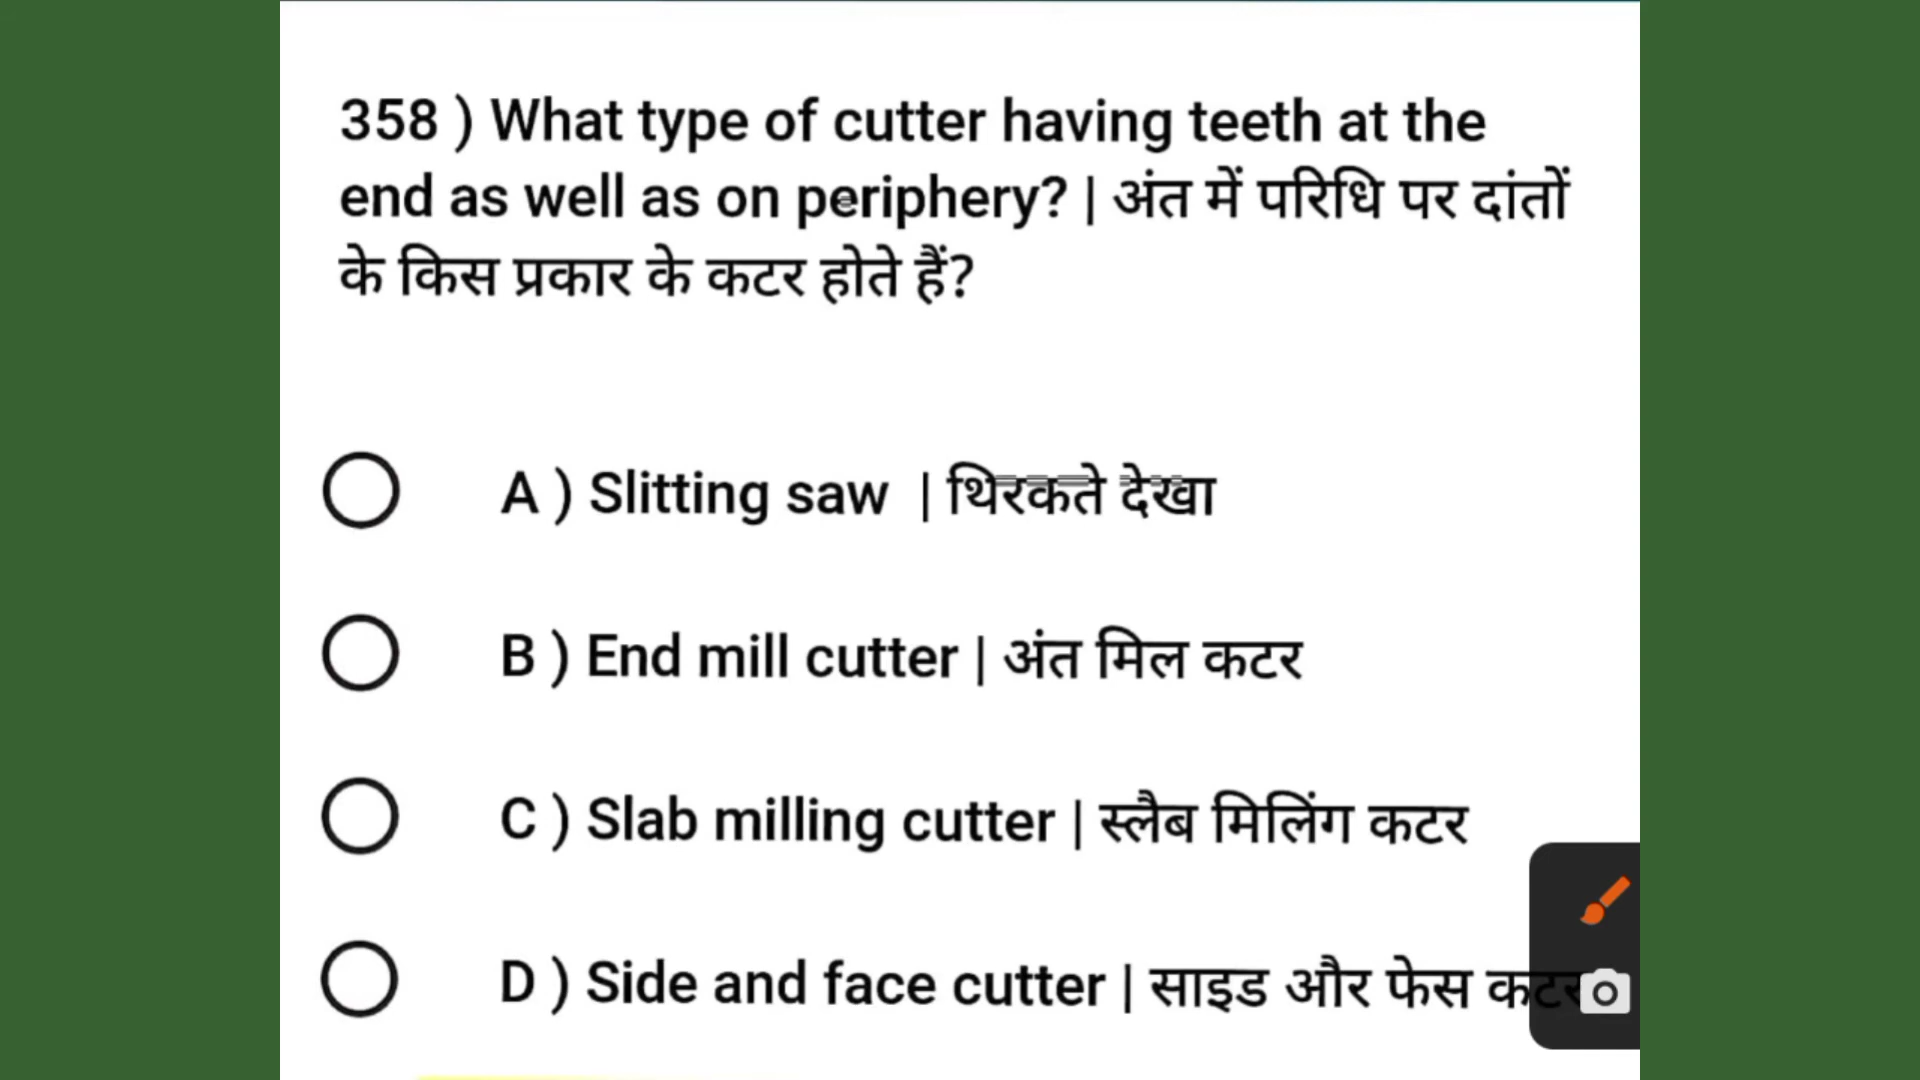 358 ) What type of cutter having teeth at the
end as well as on periphery? | अंत में परिधि पर दांतों
के किस प्रकार के कटर होते हैं?
A ) Slitting saw | थिरकते देखा
B ) End mill cutter | अंत मिल कटर
C ) Slab milling cutter | स्लैब मिलिंग कटर
D ) Side and face cutter | साइड और फेस कटर